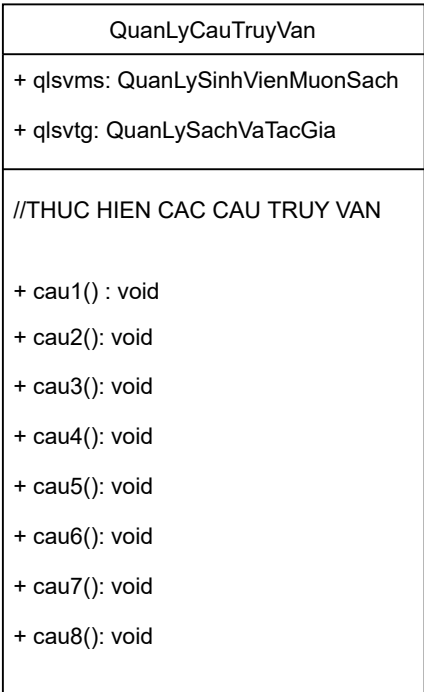 QuanLyCauTruyVan
+ qlsvms: QuanLySinhVienMuonSach
+ qlsvtg: QuanLySachVaTacGia
//THUC HIEN CAC CAU TRUY VAN
+ cau1() : void
+ cau2(): void
+ cau3(): void
+ cau4(): void
+ cau5(): void
+ cau6(): void
+ cau7(): void
+ cau8(): void